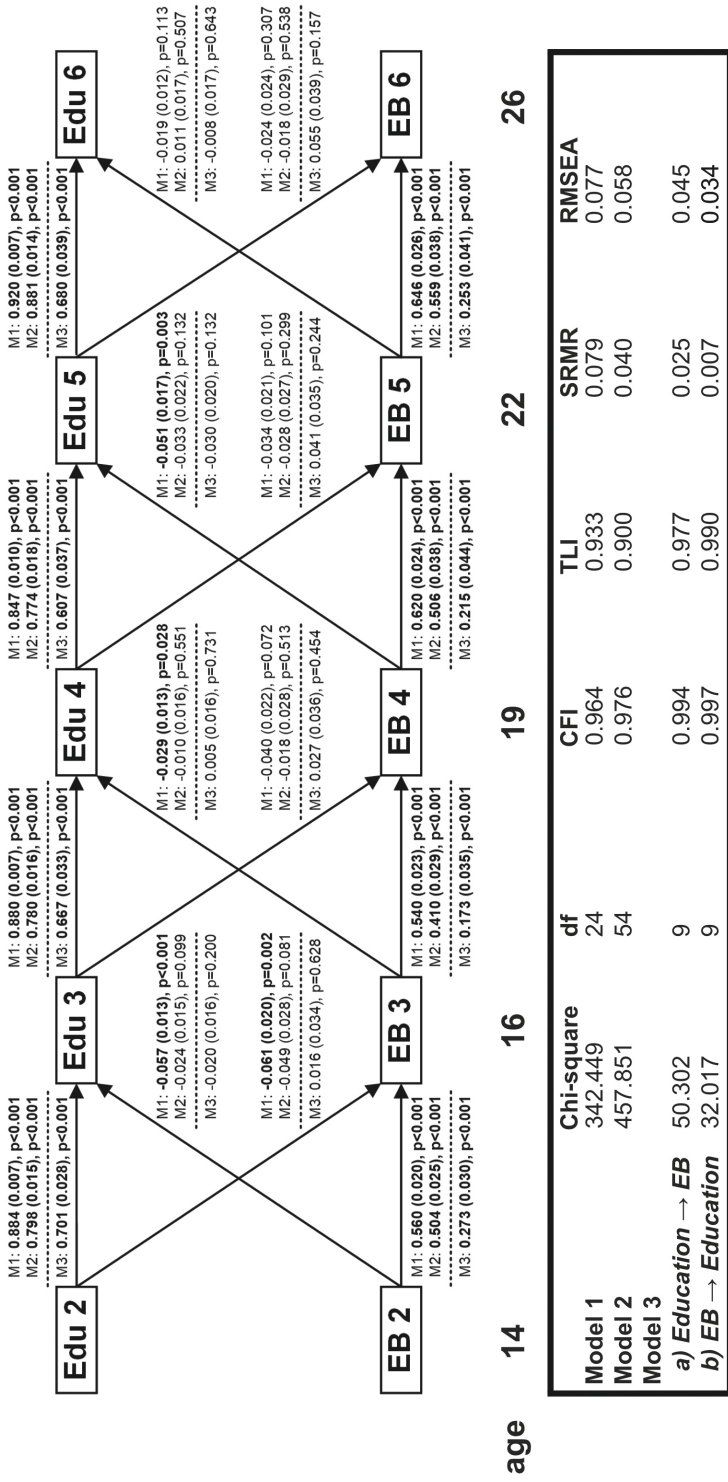 M1: 0.884 (0.007), p<0.001
M2: 0.798 (0.015), p<0.001
M3: 0.701 (0.028), p<0.001
M1: 0.880 (0.007), p<0.001
M2: 0.780 (0.016), p<0.001
M3: 0.667 (0.033), p<0.001
M1: 0.847 (0.010), p<0.001
M2: 0.774 (0.018), p<0.001
M3: 0.607 (0.037), p<0.001
M1: 0.920 (0.007), p<0.001
M2: 0.881 (0.014), p<0.001
M3: 0.680 (0.039), p<0.001
Edu 2
Edu 3
Edu 4
Edu 5
Edu 6
M1: -0.057 (0.013), p<0.001
M2: -0.024 (0.015), p=0.099
M3: -0.020 (0.016), p=0.200
M1: -0.029 (0.013), p=0.028
M2: -0.010 (0.016), p=0.551
M3: 0.005 (0.016), p=0.731
M1: -0.051 (0.017), p=0.003
M2: -0.033 (0.022), p=0.132
M3: -0.030 (0.020), p=0.132
M1: -0.019 (0.012), p=0.113
M2: 0.011 (0.017), p=0.507
M3: -0.008 (0.017), p=0.643
M1: -0.061 (0.020), p=0.002
M2: -0.049 (0.028), p=0.081
M3: 0.016 (0.034), p=0.628
M1: -0.040 (0.022), p=0.072
M2: -0.018 (0.028), p=0.513
M3: 0.027 (0.036), p=0.454
M1: -0.034 (0.021), p=0.101
M2: -0.028 (0.027), p=0.299
M3: 0.041 (0.035), p=0.244
M1: -0.024 (0.024), p=0.307
M2: -0.018 (0.029), p=0.538
M3: 0.055 (0.039), p=0.157
EB 2
EB 3
EB 4
EB 5
EB 6
M1: 0.560 (0.020), p<0.001
M2: 0.504 (0.025), p<0.001
M3: 0.273 (0.030), p<0.001
M1: 0.540 (0.023), p<0.001
M2: 0.410 (0.029), p<0.001
M3: 0.173 (0.035), p<0.001
M1: 0.620 (0.024), p<0.001
M2: 0.506 (0.038), p<0.001
M3: 0.215 (0.044), p<0.001
M1: 0.646 (0.026), p<0.001
M2: 0.559 (0.038), p<0.001
M3: 0.253 (0.041), p<0.001
age 14 16 19 22 26
Chi-square df CFI TLI SRMR RMSEA
Model 1 342.449 24 0.964 0.933 0.079 0.077
Model 2 457.851 54 0.976 0.900 0.040 0.058
Model 3
a) Education → EB 50.302 9 0.994 0.977 0.025 0.045
b) EB → Education 32.017 9 0.997 0.990 0.007 0.034